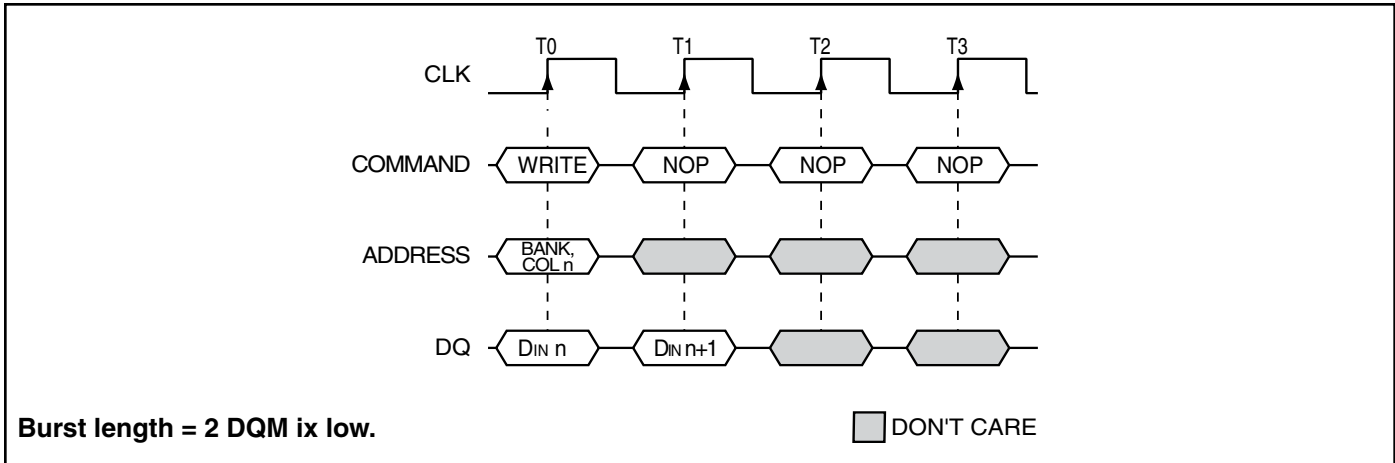 T0 T1 T2 T3
CLK
COMMAND WRITE NOP NOP NOP
ADDRESS BANK,
COL n
DQ DIN n DIN n+1
Burst length = 2 DQM ix low. DON'T CARE